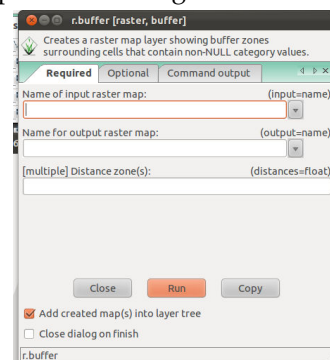 r.buffer [raster, buffer]
Creates a raster map layer showing buffer zones
surrounding cells that contain non-NULL category values.
Required Optional Command output
Name of input raster map: (input=name)
Name for output raster map: (output=name)
[multiple] Distance zone(s): (distances=float)
Close Run Copy
Add created map(s) into layer tree
Close dialog on finish
r.buffer